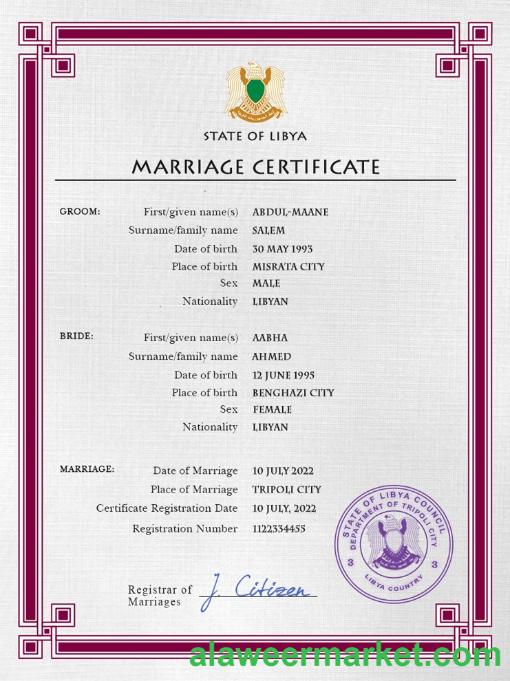 STATE OF LIBYA
MARRIAGE CERTIFICATE
GROOM: First/given name(s) ABDUL-MAANE
Surname/family name SALEM
Date of birth 30 MAY 1993
Place of birth MISRATA CITY
Sex MALE
Nationality LIBYAN
BRIDE: First/given name(s) AABHA
Surname/family name AHMED
Date of birth 12 JUNE 1995
Place of birth BENGHAZI CITY
Sex FEMALE
Nationality LIBYAN
MARRIAGE: Date of Marriage 10 JULY 2022
Place of Marriage TRIPOLI CITY
Certificate Registration Date 10 JULY, 2022
Registration Number 1122334455
STATE OF LIBYA COUNCIL
DEPARTMENT OF TRIPOLI CITY
3 3
LIBYA COUNTRY
Registrar of
Marriages J. Citizen
alaweermarket.com